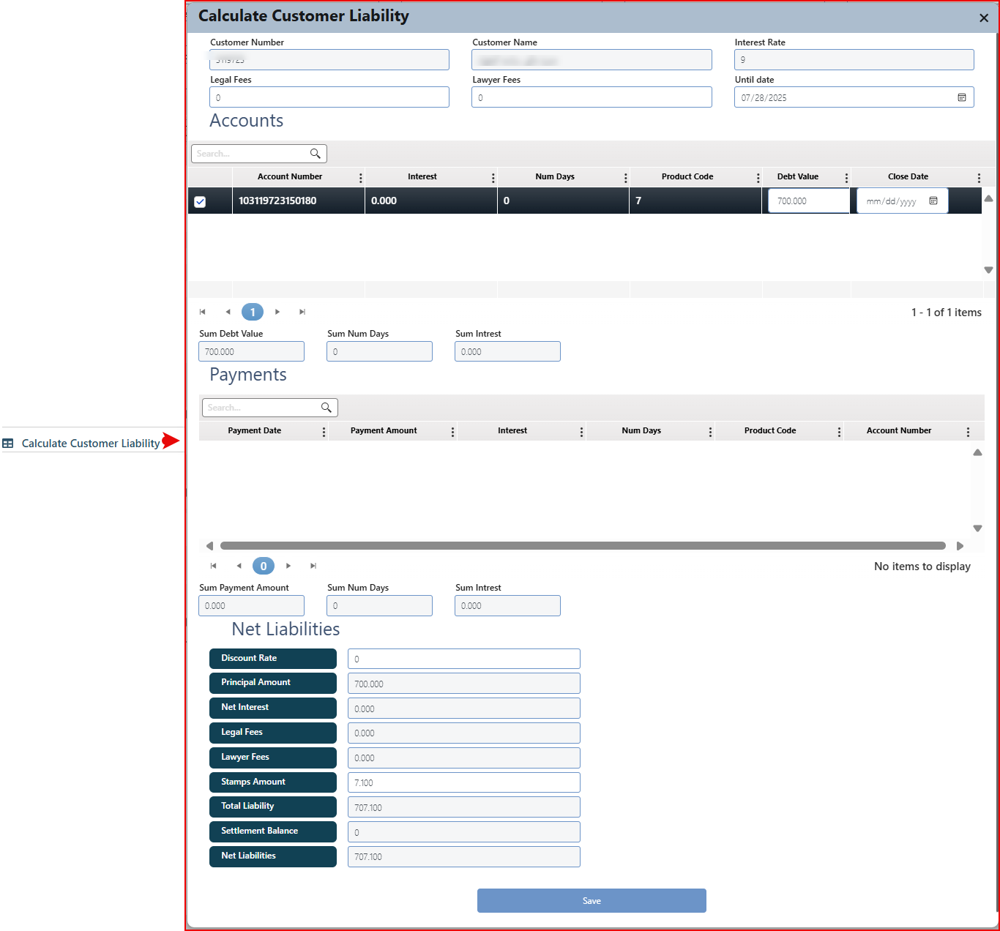 Calculate Customer Liability
Calculate Customer Liability
Customer Number
Customer Name
Interest Rate
9
Legal Fees
Lawyer Fees
Until date
0
0
07/28/2025
Accounts
Search...
Account Number
Interest
Num Days
Product Code
Debt Value
Close Date
103119723150180
0.000
0
7
700.000
mm/dd/yyyy
1
1 - 1 of 1 items
Sum Debt Value
Sum Num Days
Sum Intrest
700.000
0
0.000
Payments
Search...
Payment Date
Payment Amount
Interest
Num Days
Product Code
Account Number
0
No items to display
Sum Payment Amount
Sum Num Days
Sum Intrest
0.000
0
0.000
Net Liabilities
Discount Rate
0
Principal Amount
700.000
Net Interest
0.000
Legal Fees
0.000
Lawyer Fees
0.000
Stamps Amount
7.100
Total Liability
707.100
Settlement Balance
0
Net Liabilities
707.100
Save